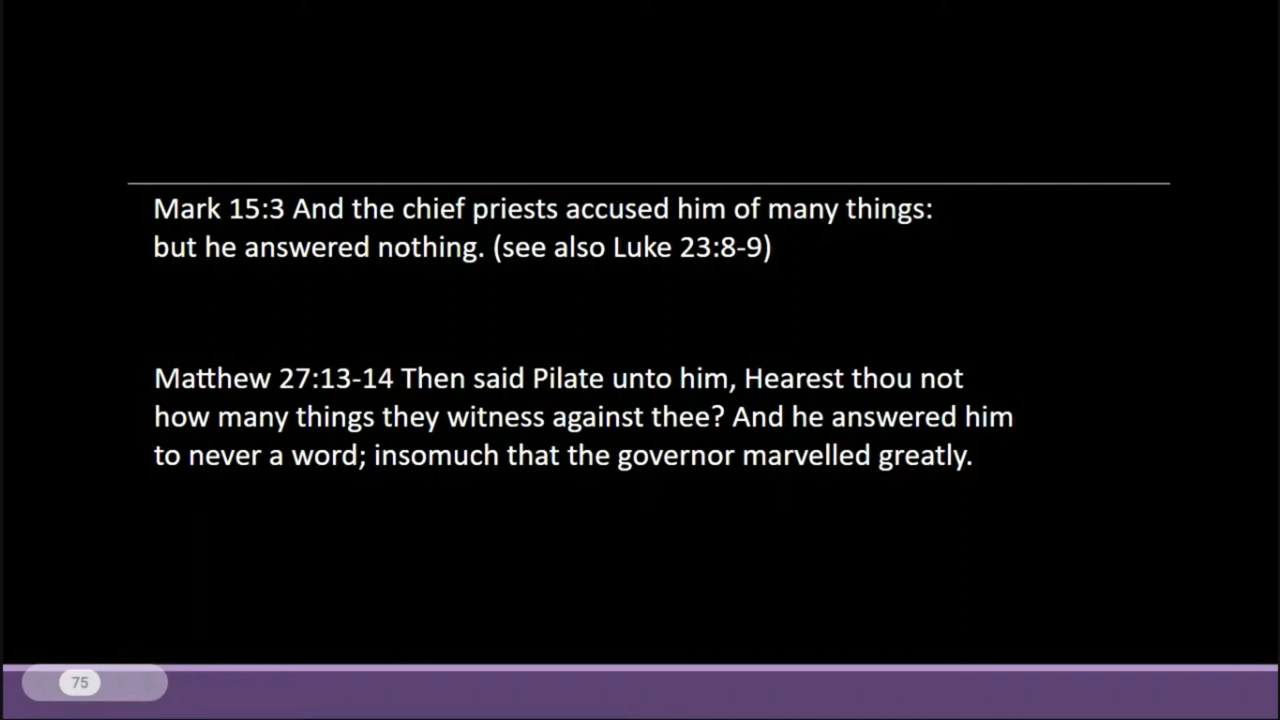 Mark 15:3 And the chief priests accused him of many things:
but he answered nothing. (see also Luke 23:8-9)
Matthew 27:13-14 Then said Pilate unto him, Hearest thou not
how many things they witness against thee? And he answered him
to never a word; insomuch that the governor marvelled greatly.
75